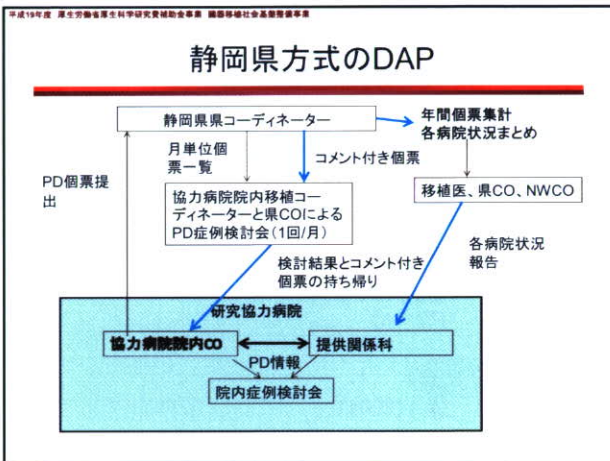 平成19年度 厚生労働省厚生科学研究費補助金事業 臓器移植社会基盤整備事業
静岡県方式のDAP
静岡県県コーディネーター
年間個票集計
各病院状況まとめ
PD個票提
出
月単位個
票一覧
コメント付き個票
協力病院院内移植コー
ディネーターと県COによる
PD症例検討会(1回/月)
移植医、県CO、NWCO
検討結果とコメント付き
個票の持ち帰り
各病院状況
報告
研究協力病院
協力病院院内CO
提供関係科
PD情報
院内症例検討会